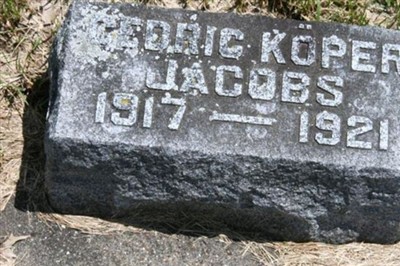 CEDRIC KÖPER
JACOBS
1917 — 1921